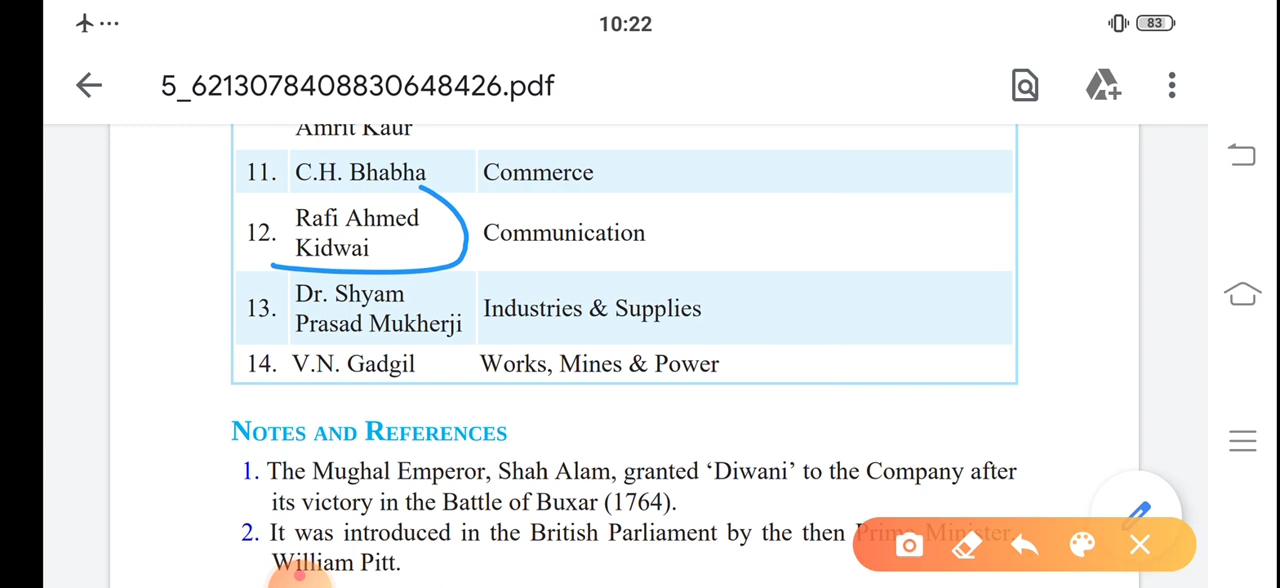 10:22
83
5_6213078408830648426.pdf
Amrit Kaur
11. C.H. Bhabha Commerce
12. Rafi Ahmed
Kidwai Communication
13. Dr. Shyam
Prasad Mukherji Industries & Supplies
14. V.N. Gadgil Works, Mines & Power
NOTES AND REFERENCES
1. The Mughal Emperor, Shah Alam, granted ‘Diwani’ to the Company after
its victory in the Battle of Buxar (1764).
2. It was introduced in the British Parliament by the then Prime Minister,
William Pitt.